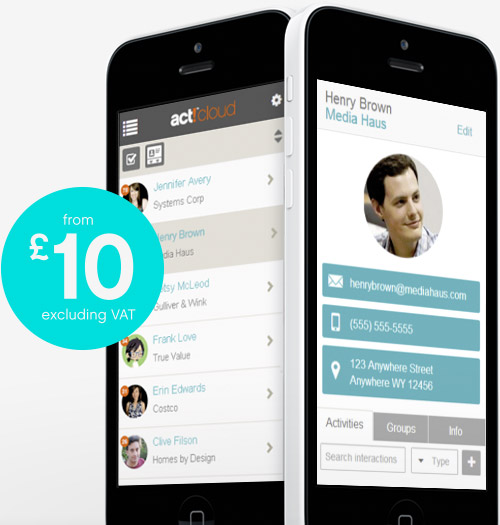 act!cloud
Jennifer Avery
Systems Corp
Henry Brown
Media Haus
tsy McLeod
Gulliver & Wink
Frank Love
True Value
Erin Edwards
Costco
Clive Filson
Homes by Design
from
£10
excluding VAT
Henry Brown
Media Haus
Edit
henrybrown@mediahaus.com
(555) 555-5555
123 Anywhere Street
Anywhere WY 12456
Activities Groups Info
Search interactions Type +